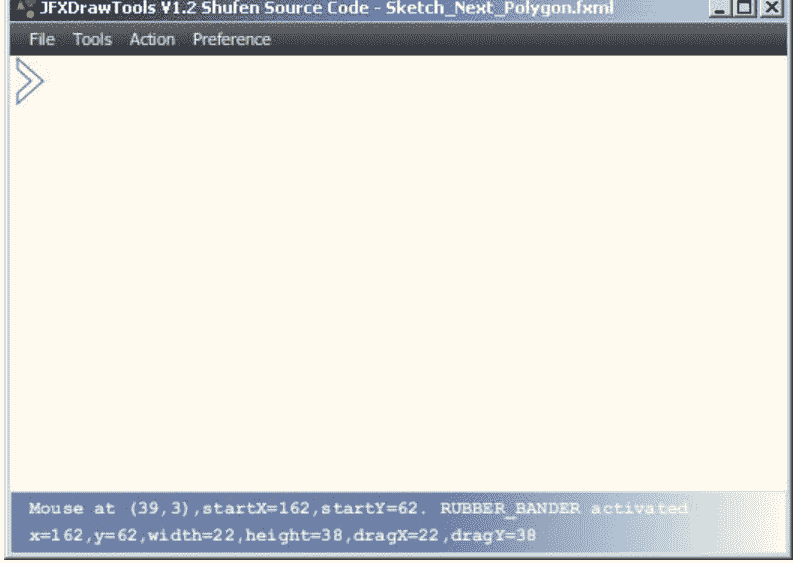 JFXDrawTools V1.2 Shufen Source Code - Sketch_Next_Polygon.fxml
File Tools Action Preference
Mouse at (39,3),startX=162,startY=62. RUBBER_BANDER activated
x=162,y=62,width=22,height=38,dragX=22,dragY=38